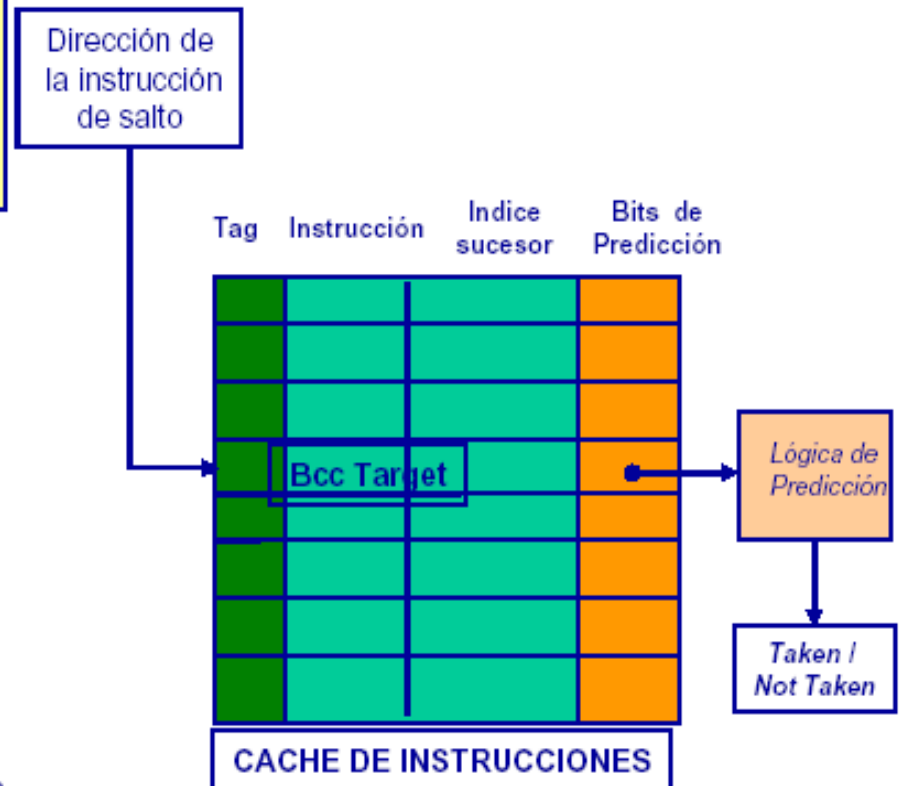 Dirección de
la instrucción
de salto
Tag Instrucción Indice
sucesor Bits de
Predicción
Bcc Target
Lógica de
Predicción
Taken /
Not Taken
CACHE DE INSTRUCCIONES